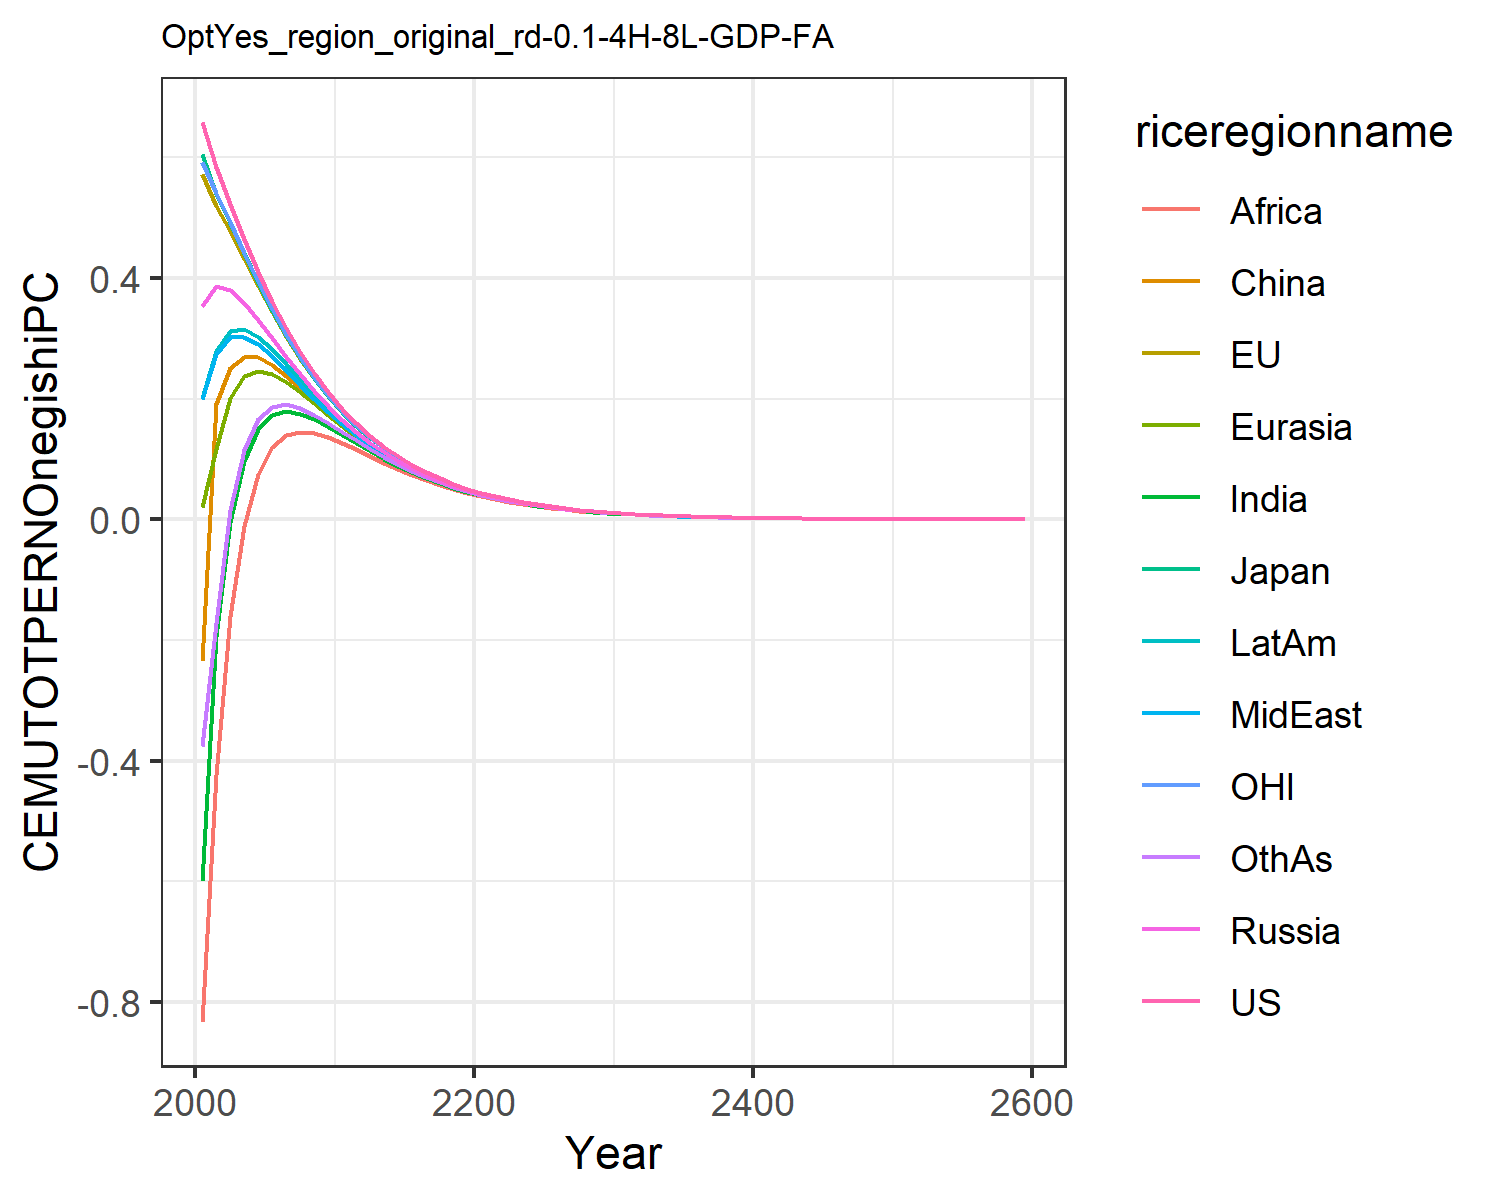 OptYes_region_original_rd-0.1-4H-8L-GDP-FA
CEMUTOTPERNOnegishiPC
0.4
0.0
-0.4
-0.8
2000 2200 2400 2600
Year
riceregionname
Africa
China
EU
Eurasia
India
Japan
LatAm
MidEast
OHI
OthAs
Russia
US